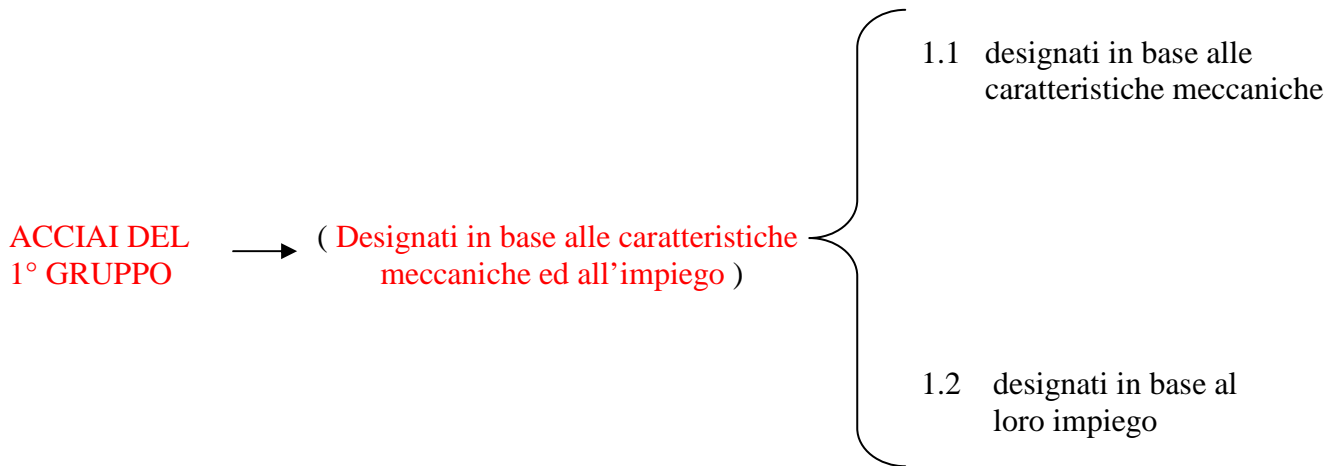 ACCIAI DEL
1° GRUPPO
( Designati in base alle caratteristiche
meccaniche ed all’impiego )
1.1 designati in base alle
caratteristiche meccaniche
1.2 designati in base al
loro impiego